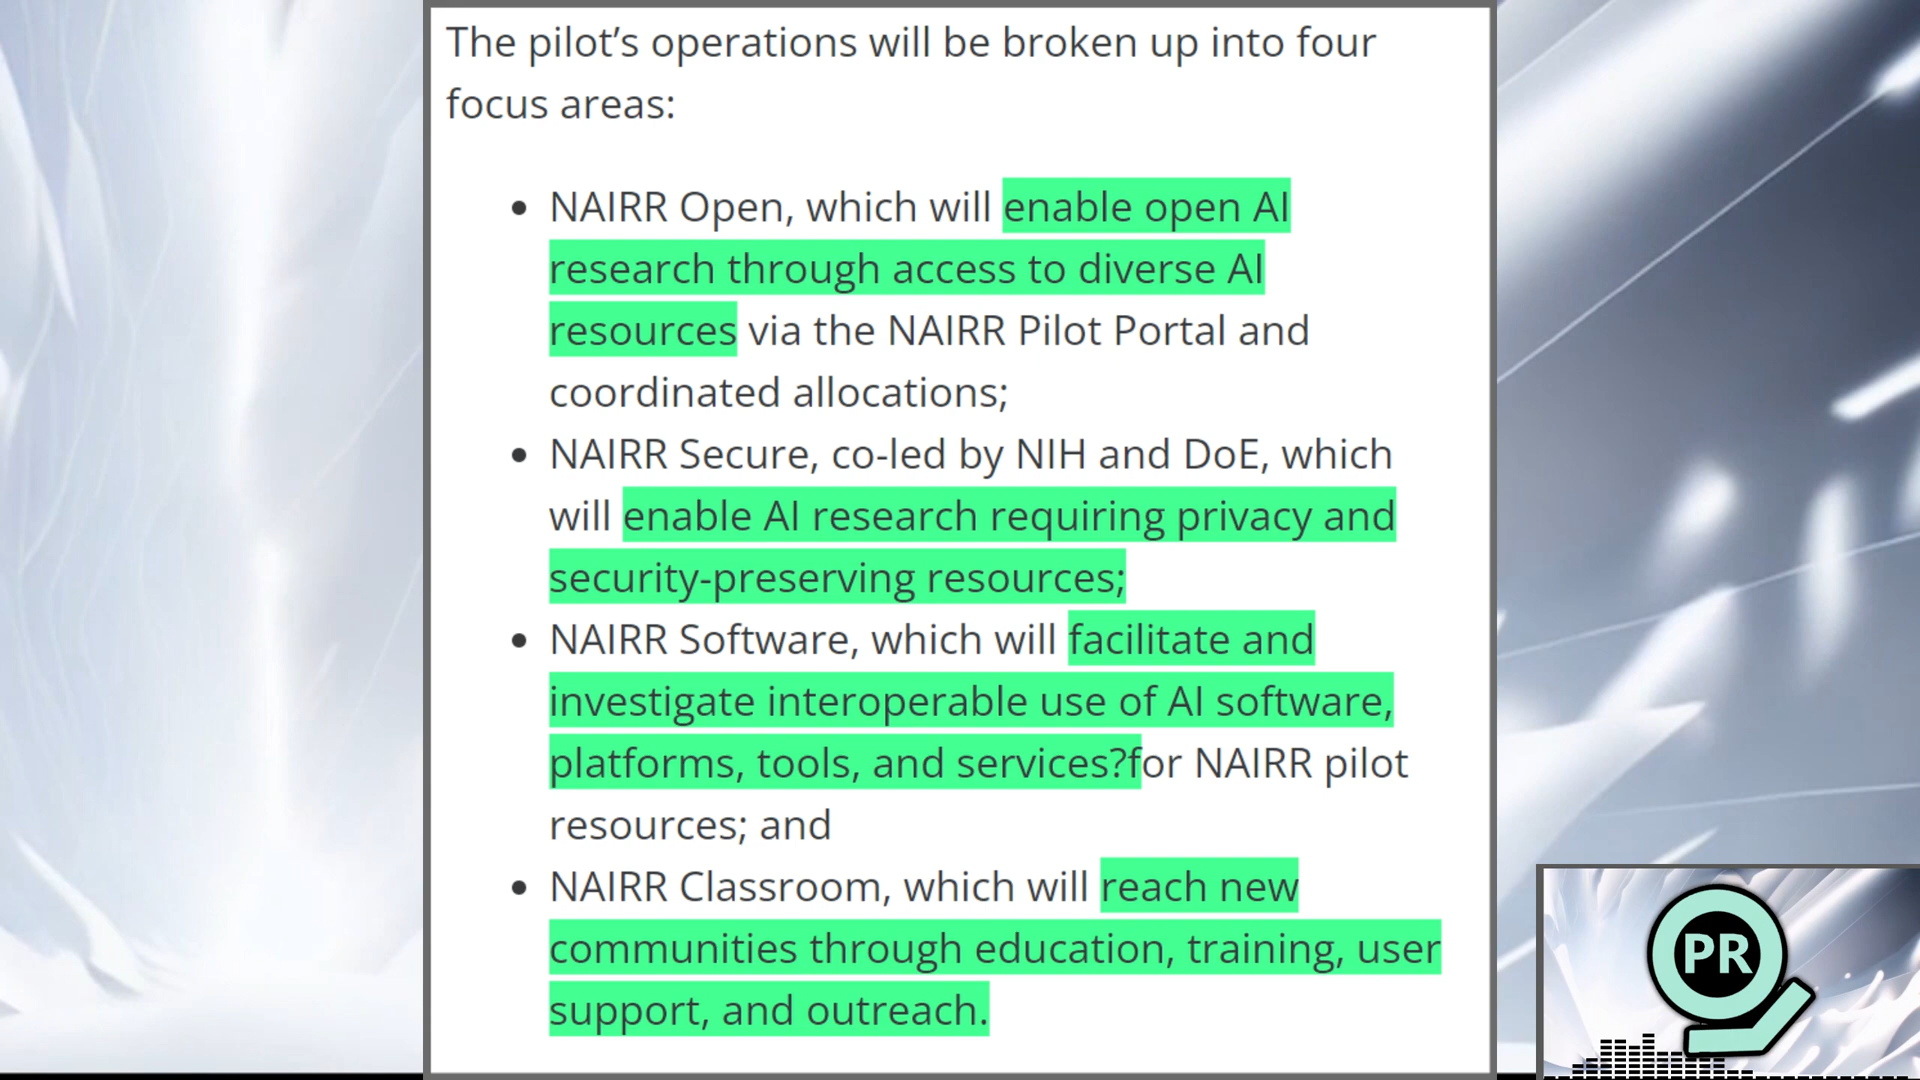 The pilot’s operations will be broken up into four
focus areas:
• NAIRR Open, which will enable open AI
research through access to diverse AI
resources via the NAIRR Pilot Portal and
coordinated allocations;
• NAIRR Secure, co-led by NIH and DoE, which
will enable AI research requiring privacy and
security-preserving resources;
• NAIRR Software, which will facilitate and
investigate interoperable use of AI software,
platforms, tools, and services?for NAIRR pilot
resources; and
• NAIRR Classroom, which will reach new
communities through education, training, user
support, and outreach.
PR